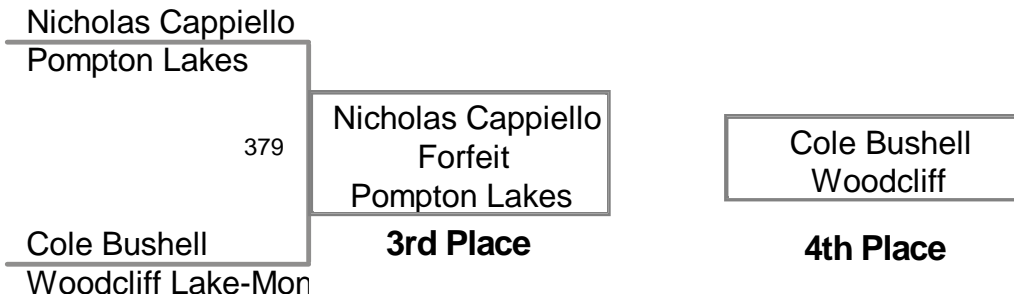 Nicholas Cappiello
Pompton Lakes
379
Cole Bushell
Woodcliff Lake-Mon
Nicholas Cappiello
Forfeit
Pompton Lakes
3rd Place
Cole Bushell
Woodcliff
4th Place